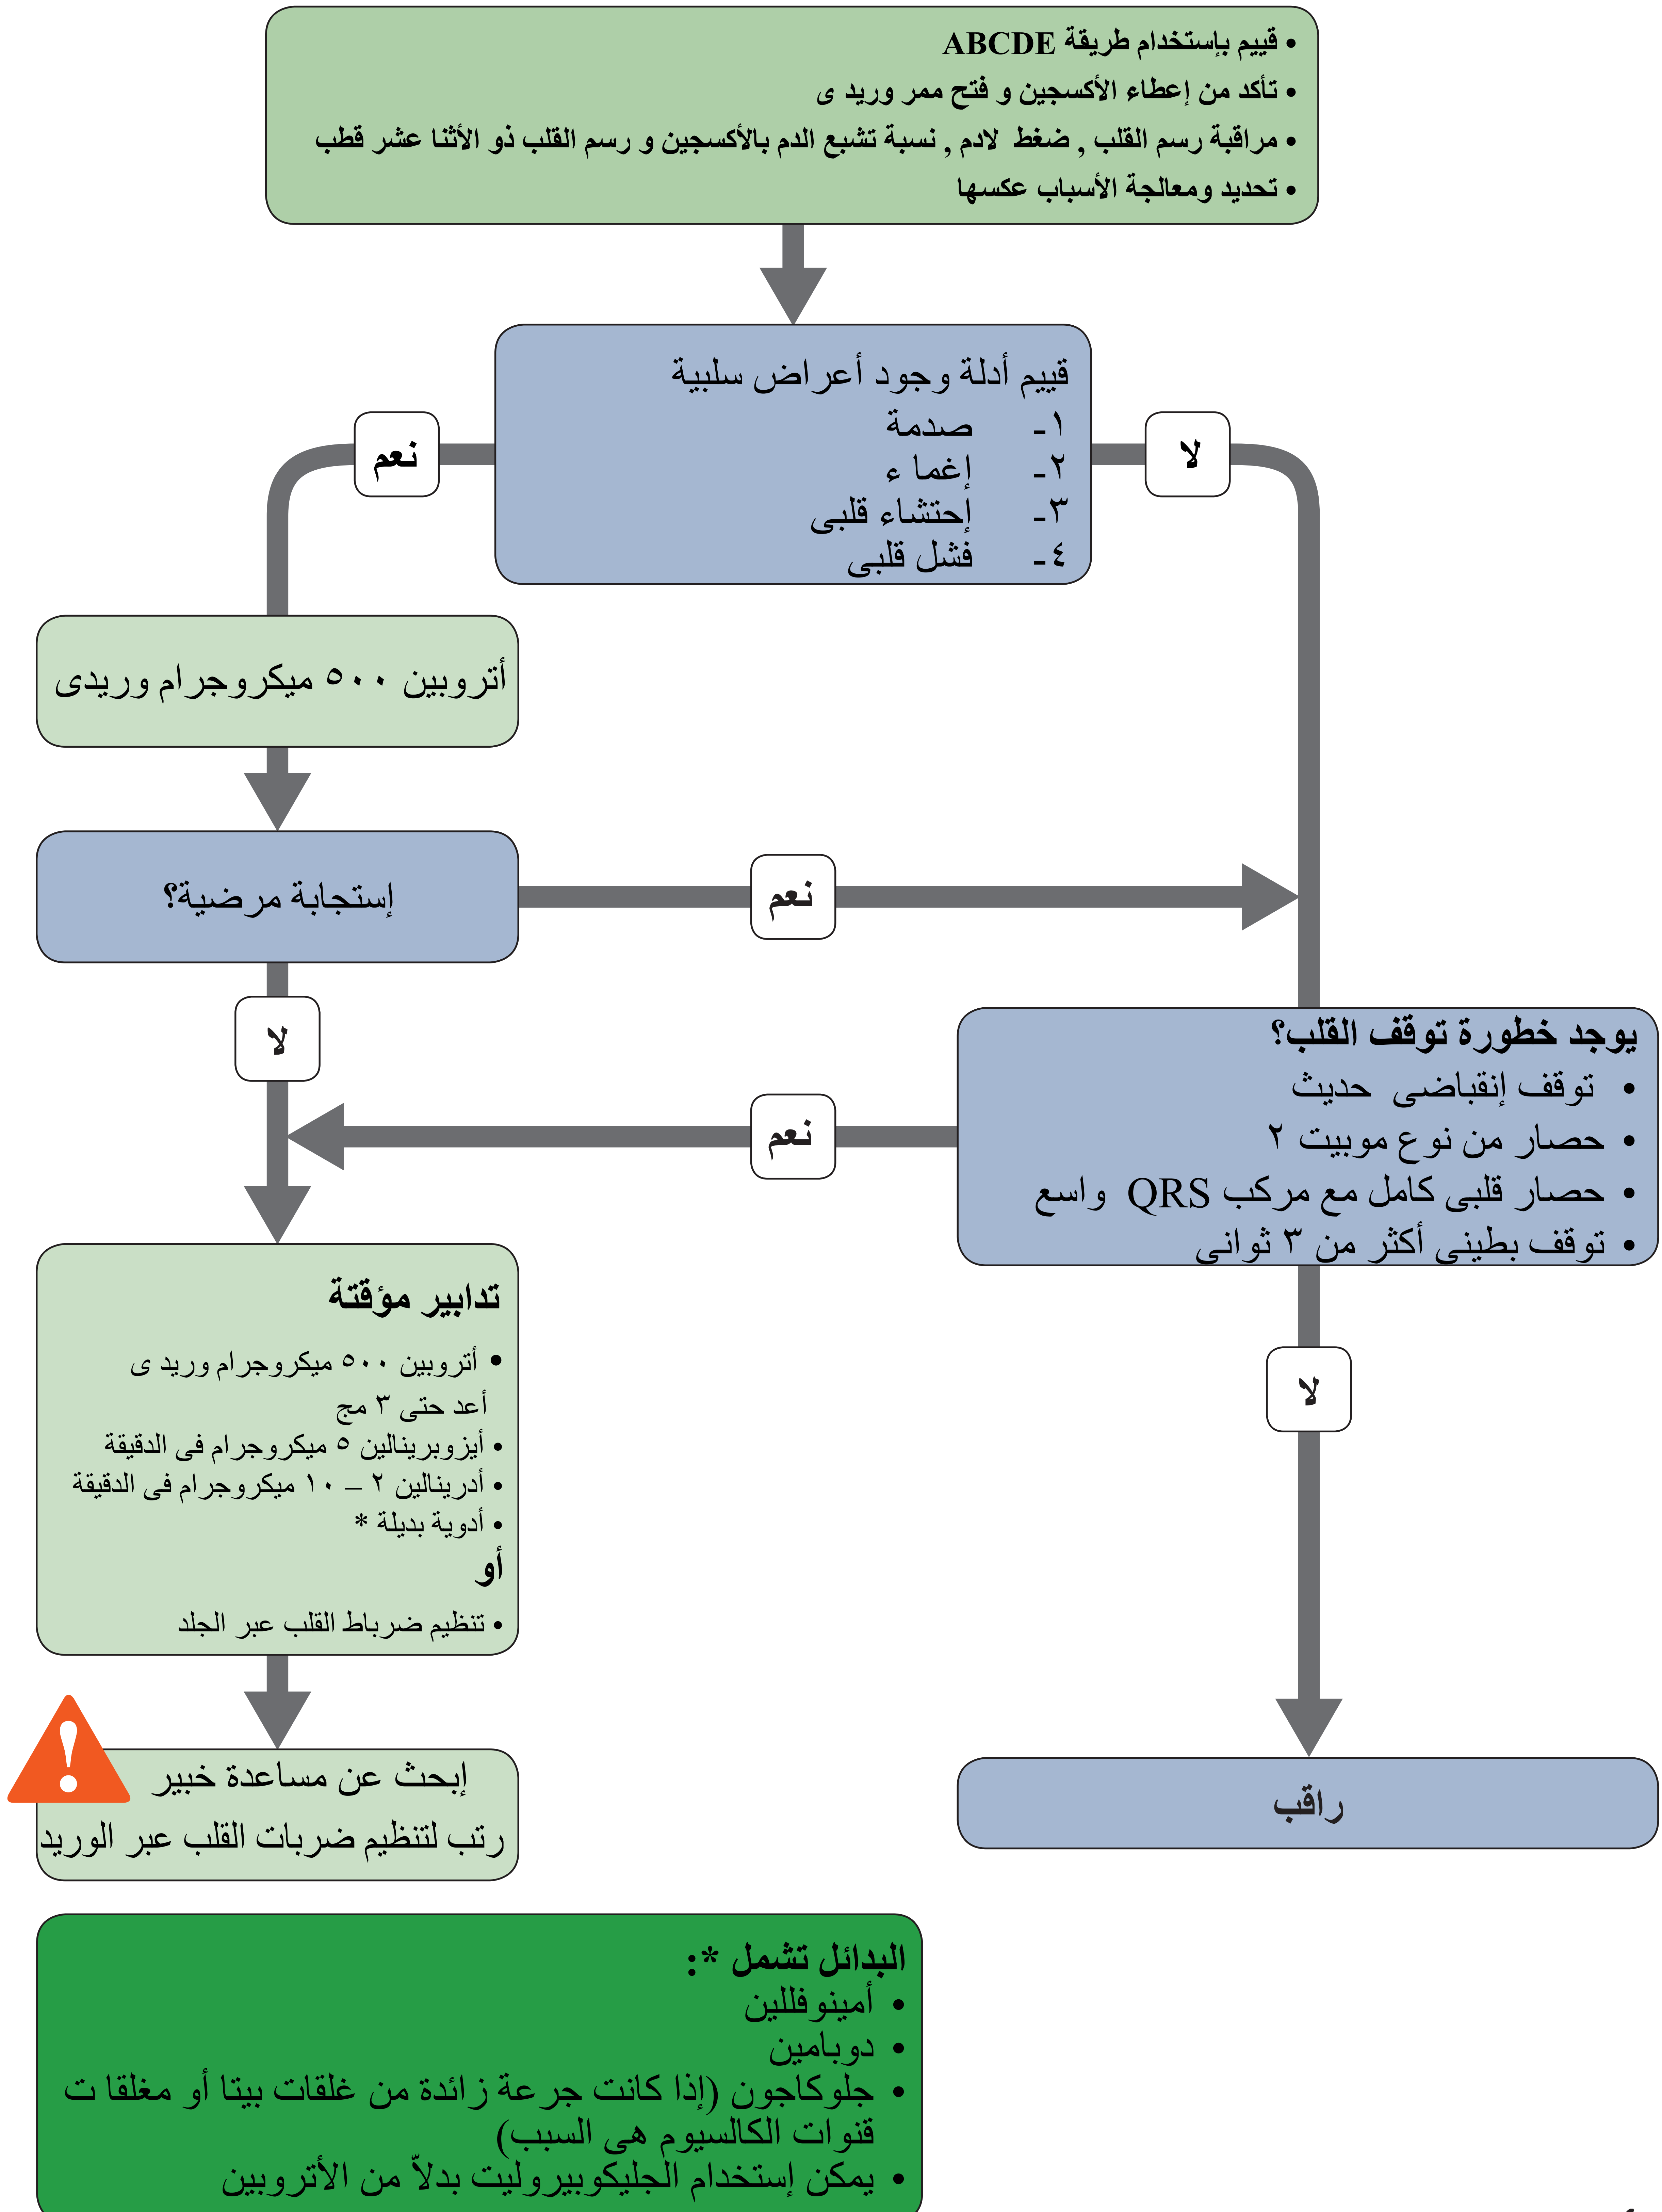 • قييم بإستخدام طريقة ABCDE
• تأكد من إعطاء الأكسجين و فتح ممر وريد ى
• مراقبة رسم القلب , ضغط لادم , نسبة تشبع الدم بالأكسجين و رسم القلب ذو الأثنا عشر قطب
• تحديد ومعالجة الأسباب عكسها
قييم أدلة وجود أعراض سلبية
١- صدمة
٢- إغما ء
٣- إحتشاء قلبى
٤- فشل قلبى
لا
نعم
أتروبين ٥٠٠ ميكروجرام وريدى
إستجابة مرضية؟
نعم
لا
يوجد خطورة توقف القلب؟
• توقف إنقباضى حديث
• حصار من نوع موبيت ٢
• حصار قلبى كامل مع مركب QRS واسع
• توقف بطينى أكثر من ٣ ثوانى
نعم
لا
تدابير مؤقتة
• أتروبين ٥٠٠ ميكروجرام وريد ى
أعد حتى ٣ مج
• أيزوبرينالين ٥ ميكروجرام فى الدقيقة
• أدرينالين ٢ – ١٠ ميكروجرام فى الدقيقة
• أدوية بديلة *
أو
• تنظيم ضرباط القلب عبر الجلد
إبحث عن مساعدة خبير
رتب لتنظيم ضربات القلب عبر الوريد
راقب
البدائل تشمل *:
• أمينوفللين
• دوبامين
• جلوكاجون (إذا كانت جرعة زائدة من غلقات بيتا أو مغلقا ت
قنوات الكالسيوم هى السبب)
• يمكن إستخدام الجليكوبيروليت بدلاّ من الأتروبين